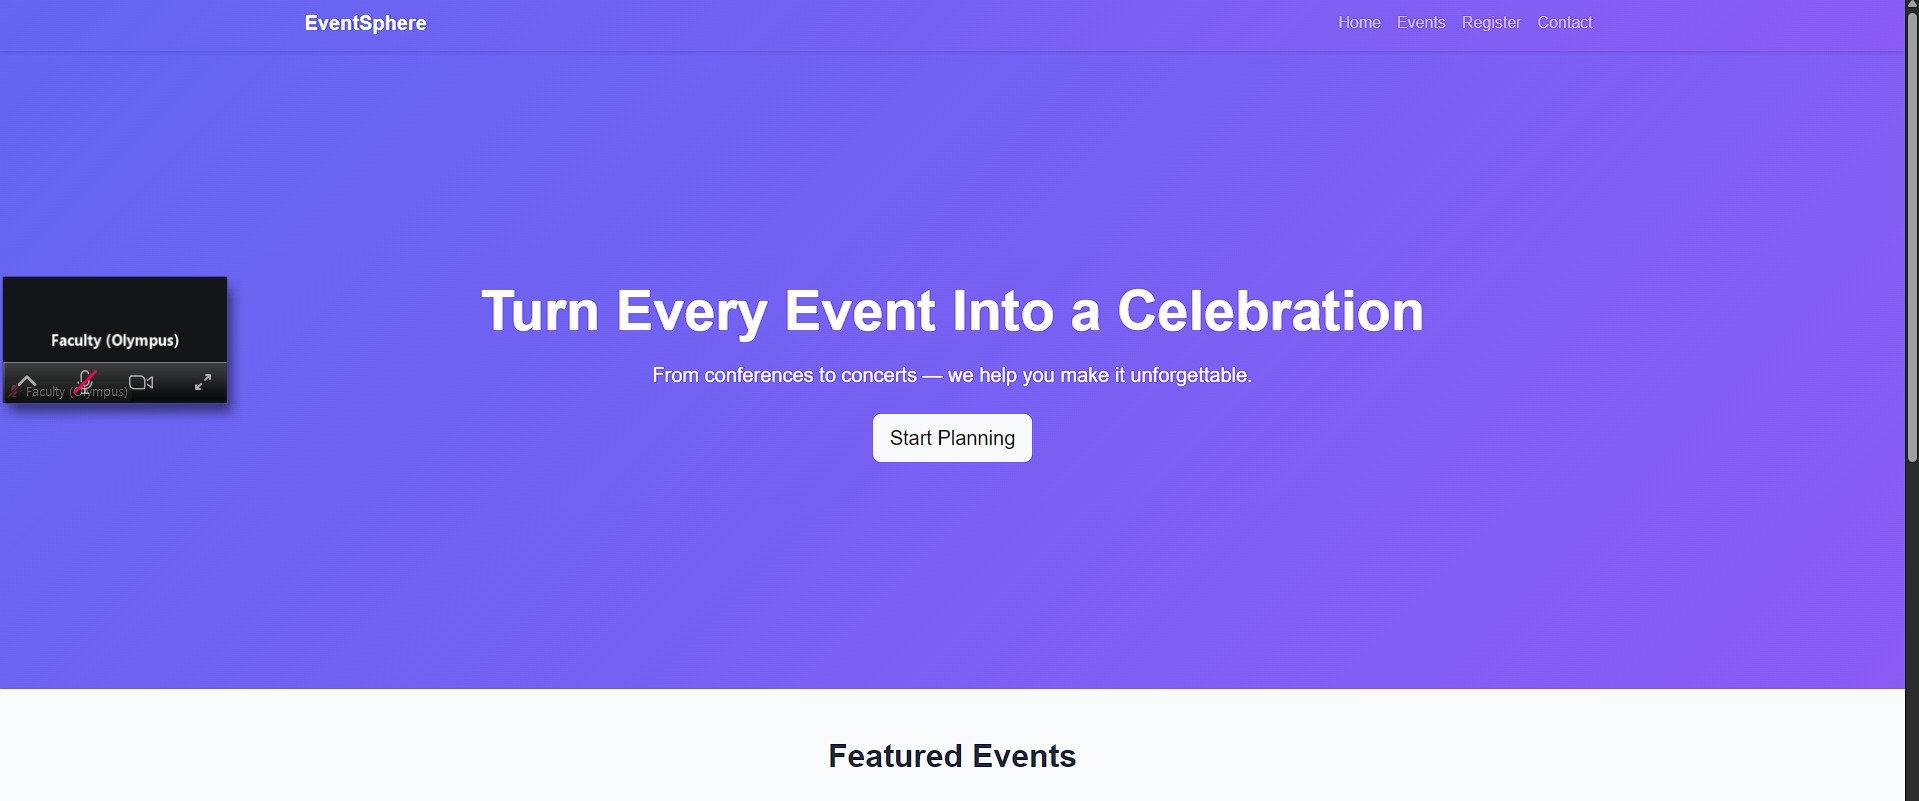 EventSphere
Home Events Register Contact
Turn Every Event Into a Celebration
From conferences to concerts — we help you make it unforgettable.
Start Planning
Faculty (Olympus)
Faculty (Olympus)
Featured Events